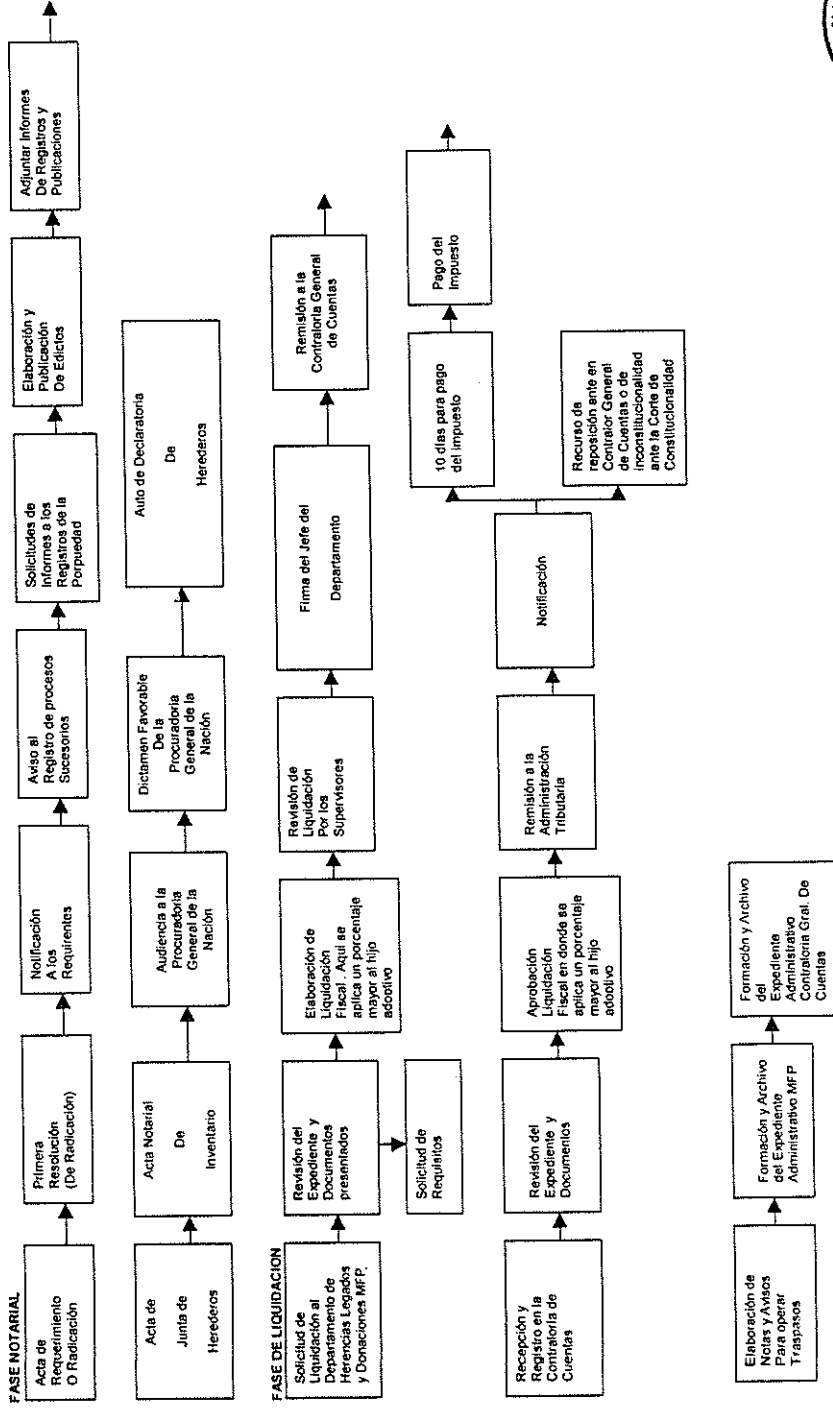 FASE NOTARIAL
Acta de
Requerimiento
O Radicación
Primera
Resolución
(De Radicación)
Notificación
A los
Requirentes
Aviso al
Registro de procesos
Sucesorios
Solicitudes de
Informes a los
Registros de la
Porpuedad
Elaboración y
Publicación
De Edictos
Adjuntar Informes
De Registros y
Publicaciones
Acta de
Junta de
Herederos
Acta Notarial
De
Inventario
Audiencia a la
Procuradoría
General de la
Nación
Dictamen Favorable
De la
Procuradoria
General de la
Nación
Auto de Declaratoria
De
Herederos
FASE DE LIQUIDACION
Solicitud de
Liquidación al
Departamento de
Herencias Legados
y Donaciones MFP.
Revisión del
Expediente y
Documentos
presentados
Solicitud de
Requisitos
Elaboración de
Liquidación
Fiscal . Aquí se
aplica un porcentaje
mayor al hijo
adootivo
Revisión de
Liquidación
Por los
Supervisores
Firma del Jefe del
Departamento
Remisión a la
Contraloría General
de Cuentas
Recepción y
Registro en la
Contraloría de
Cuentas
Revisión del
Expediente y
Documentos
Aprobación
Liquidación
Fiscal en donde se
aplica un porcentaje
mayor al hijo
adootivo
Remisión a la
Administración
Tributaria
Notificación
10 días para pago
del impuesto
Pago del
Impuesto
Recurso de
reposición ante en
Contralor General
de Cuentas o de
inconstitucionalidad
ante la Corte de
Constitucionalidad
Elaboración de
Notas y Avisos
Para operar
Traspasos
Formación y Archivo
del Expediente
Administrativo MFP
Formación y Archivo
del
Expediente
Administrativo
Contraloría Gral. De
Cuentas